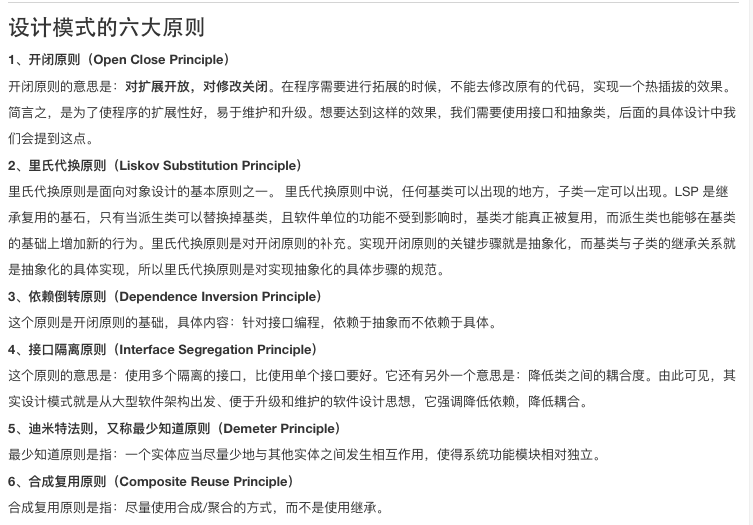 设计模式的六大原则
1、开闭原则（Open Close Principle）
开闭原则的意思是：对扩展开放，对修改关闭。在程序需要进行拓展的时候，不能去修改原有的代码，实现一个热插拔的效果。
简言之，是为了使程序的扩展性好，易于维护和升级。想要达到这样的效果，我们需要使用接口和抽象类，后面的具体设计中我
们会提到这点。
2、里氏代换原则（Liskov Substitution Principle）
里氏代换原则是面向对象设计的基本原则之一。 里氏代换原则中说，任何基类可以出现的地方，子类一定可以出现。LSP 是继
承复用的基石，只有当派生类可以替换掉基类，且软件单位的功能不受到影响时，基类才能真正被复用，而派生类也能够在基类
的基础上增加新的行为。里氏代换原则是对开闭原则的补充。实现开闭原则的关键步骤就是抽象化，而基类与子类的继承关系就
是抽象化的具体实现，所以里氏代换原则是对实现抽象化的具体步骤的规范。
3、依赖倒转原则（Dependence Inversion Principle）
这个原则是开闭原则的基础，具体内容：针对接口编程，依赖于抽象而不依赖于具体。
4、接口隔离原则（Interface Segregation Principle）
这个原则的意思是：使用多个隔离的接口，比使用单个接口要好。它还有另外一个意思是：降低类之间的耦合度。由此可见，其
实设计模式就是从大型软件架构出发、便于升级和维护的软件设计思想，它强调降低依赖，降低耦合。
5、迪米特法则，又称最少知道原则（Demeter Principle）
最少知道原则是指：一个实体应当尽量少地与其他实体之间发生相互作用，使得系统功能模块相对独立。
6、合成复用原则（Composite Reuse Principle）
合成复用原则是指：尽量使用合成/聚合的方式，而不是使用继承。